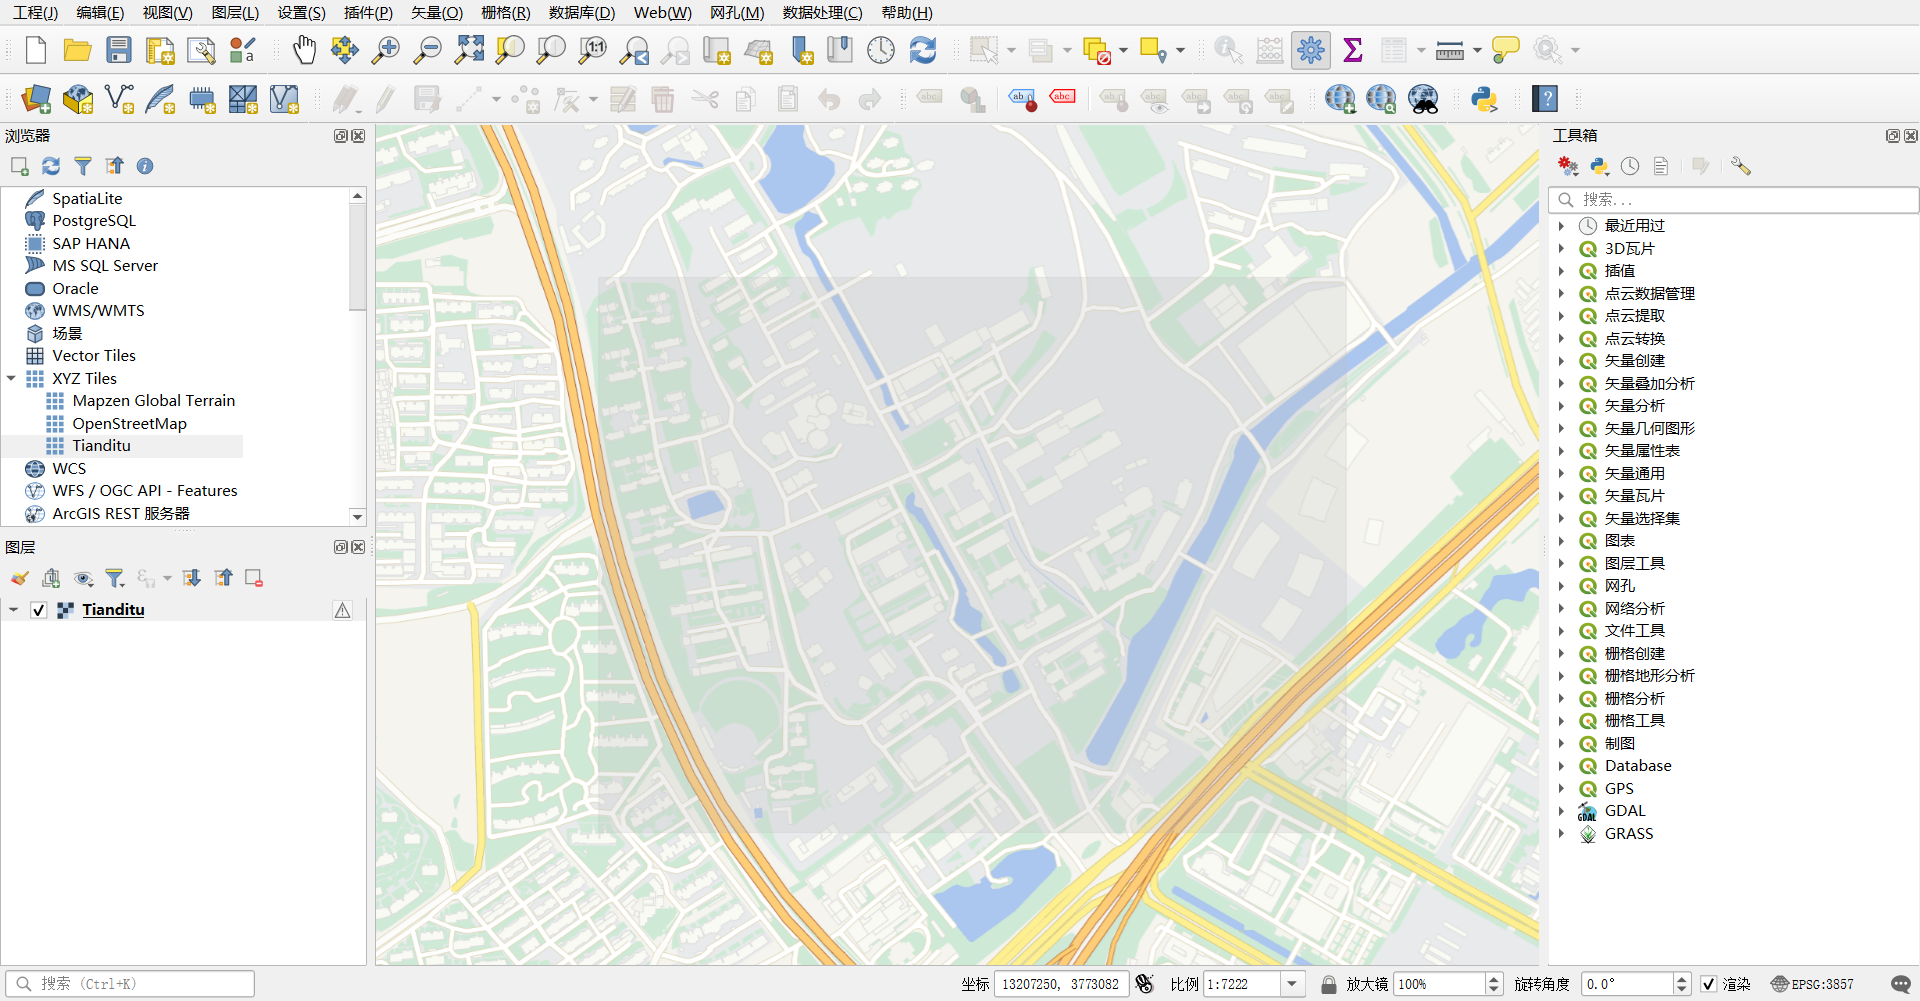 工程(J) 编辑(E) 视图(V) 图层(L) 设置(S) 插件(P) 矢量(O) 栅格(R) 数据库(D) Web(W) 网孔(M) 数据处理(C) 帮助(H)
浏览器
SpatiaLite
PostgreSQL
SAP HANA
MS SQL Server
Oracle
WMS/WMTS
场景
Vector Tiles
XYZ Tiles
Mapzen Global Terrain
OpenStreetMap
Tianditu
WCS
WFS / OGC API - Features
ArcGIS REST 服务器
图层
Tianditu
工具箱
搜索...
最近用过
3D瓦片
插值
点云数据管理
点云提取
点云转换
矢量创建
矢量叠加分析
矢量分析
矢量几何图形
矢量属性表
矢量通用
矢量瓦片
矢量选择集
图表
图层工具
网孔
网络分析
文件工具
栅格创建
栅格地形分析
栅格分析
栅格工具
制图
Database
GPS
GDAL
GRASS
搜索 (Ctrl+K)
坐标 13207250, 3773082 比例 1:7222 放大镜 100% 旋转角度 0.0° 渲染 EPSG:3857